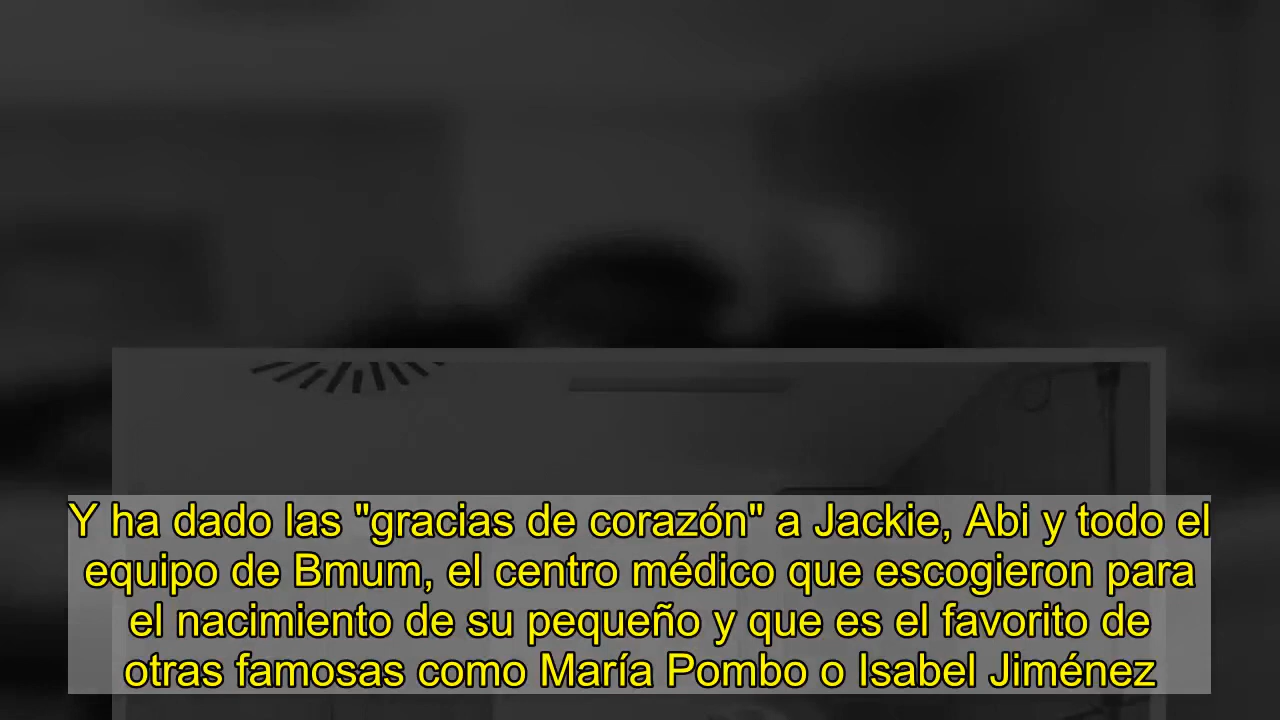 Y ha dado las "gracias de corazón" a Jackie, Abi y todo el
equipo de Bmum, el centro médico que escogieron para
el nacimiento de su pequeño y que es el favorito de
otras famosas como María Pombo o Isabel Jiménez